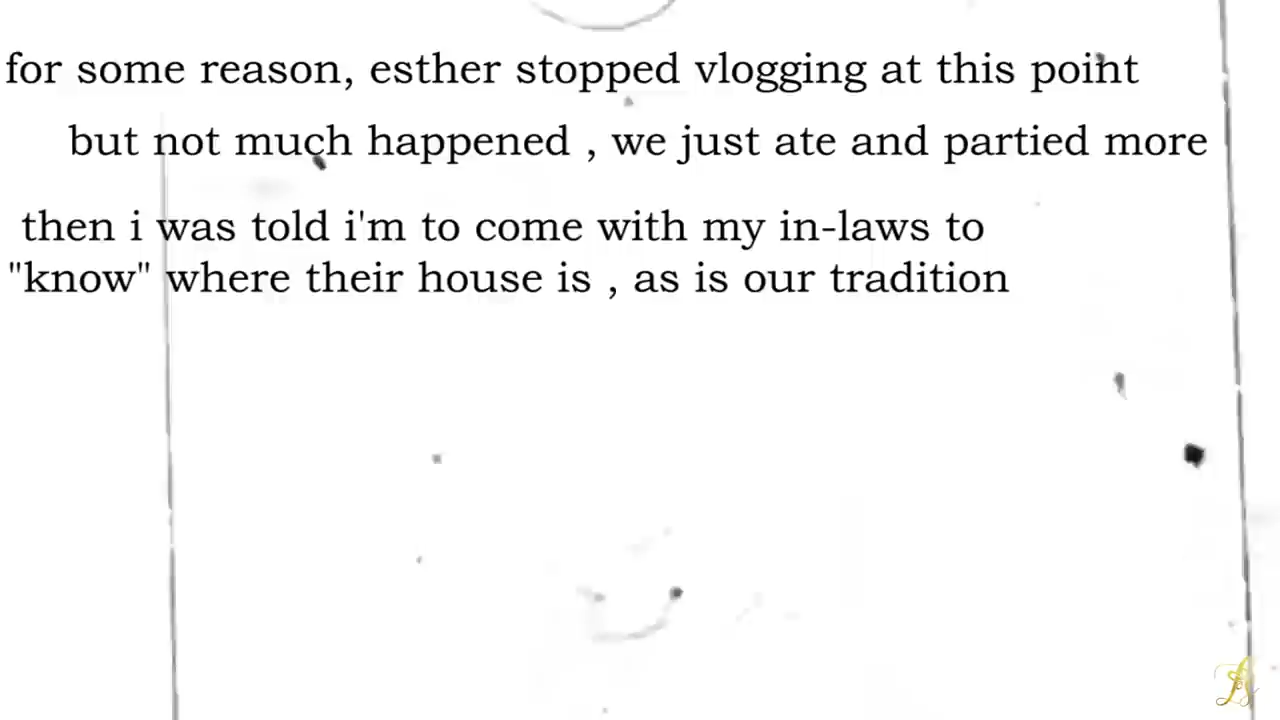 for some reason, esther stopped vlogging at this point
but not much happened , we just ate and partied more
then i was told i'm to come with my in-laws to
"know" where their house is , as is our tradition